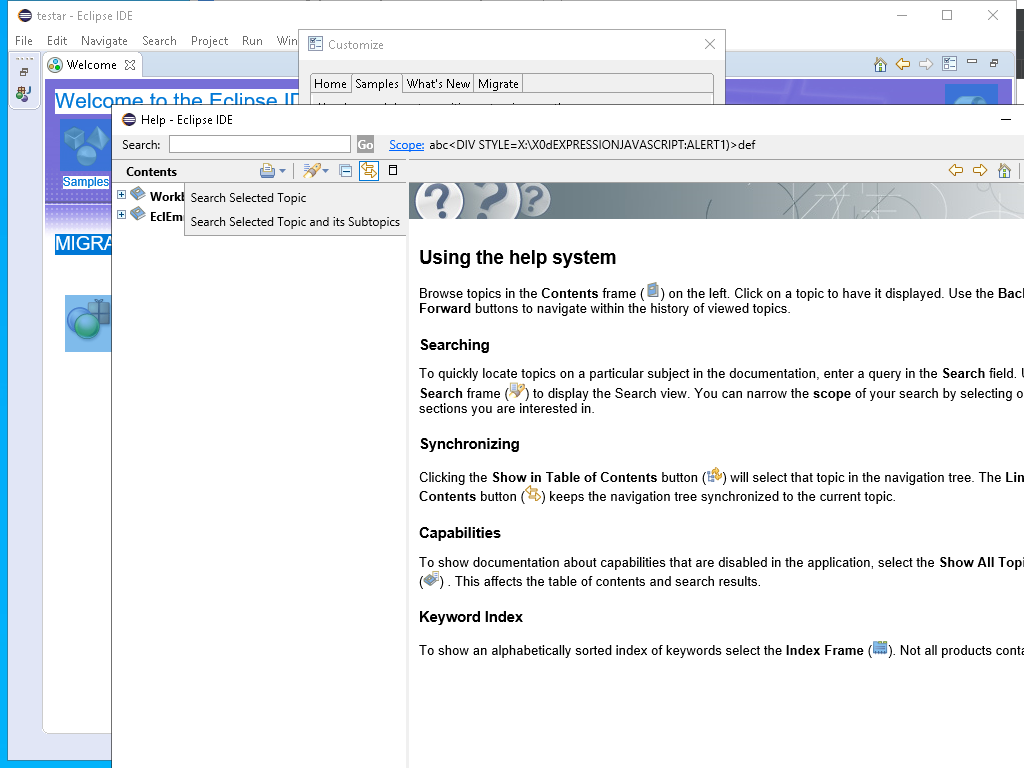 testar - Eclipse IDE
File Edit Navigate Search Project Run
Customize
Welcome
Home Samples What's New Migrate
Welcome to the Eclipse
Samples
MIGRA
Help - Eclipse IDE
Search: Go Scope: abc<DIV STYLE=X:\X0dEXPRESSIONJAVASCRIPT:ALERT1)>def
Contents
Search Selected Topic
Search Selected Topic and its Subtopics
Using the help system
Browse topics in the Contents frame ( ) on the left. Click on a topic to have it displayed. Use the
Forward buttons to navigate within the history of viewed topics.
Searching
To quickly locate topics on a particular subject in the documentation, enter a query in the Search field.
Search frame ( ) to display the Search view. You can narrow the scope of your search by selecting
sections you are interested in.
Synchronizing
Clicking the Show in Table of Contents button ( ) will select that topic in the navigation tree. The
Contents button ( ) keeps the navigation tree synchronized to the current topic.
Capabilities
To show documentation about capabilities that are disabled in the application, select the Show All
( ) . This affects the table of contents and search results.
Keyword Index
To show an alphabetically sorted index of keywords select the Index Frame ( ). Not all products